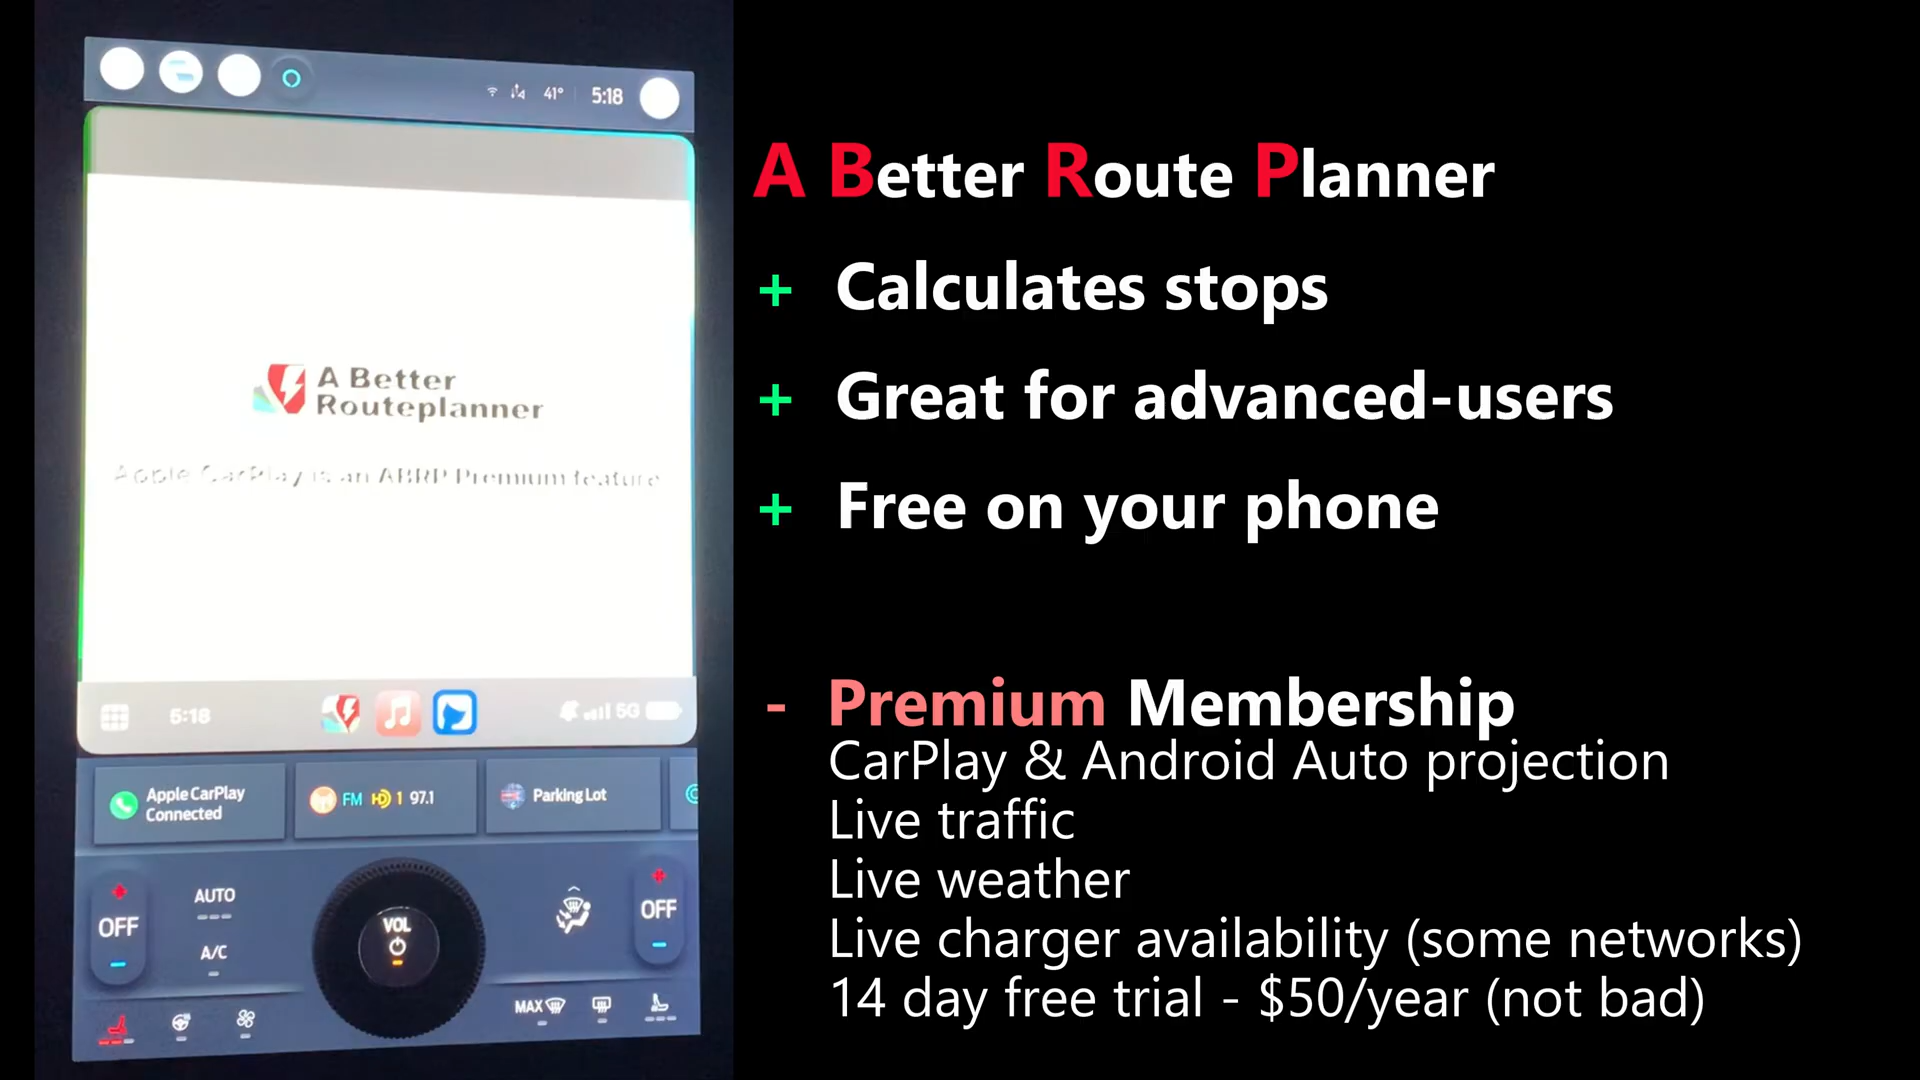 41° 5:18
A Better
Routeplanner
Apple CarPlay is an ABRP Premium feature
5:18 5G
Apple CarPlay
Connected
FM HD 1 97.1
Parking Lot
OFF
AUTO
A/C
VOL
OFF
MAX
A Better Route Planner
+ Calculates stops
+ Great for advanced-users
+ Free on your phone
- Premium Membership
CarPlay & Android Auto projection
Live traffic
Live weather
Live charger availability (some networks)
14 day free trial - $50/year (not bad)